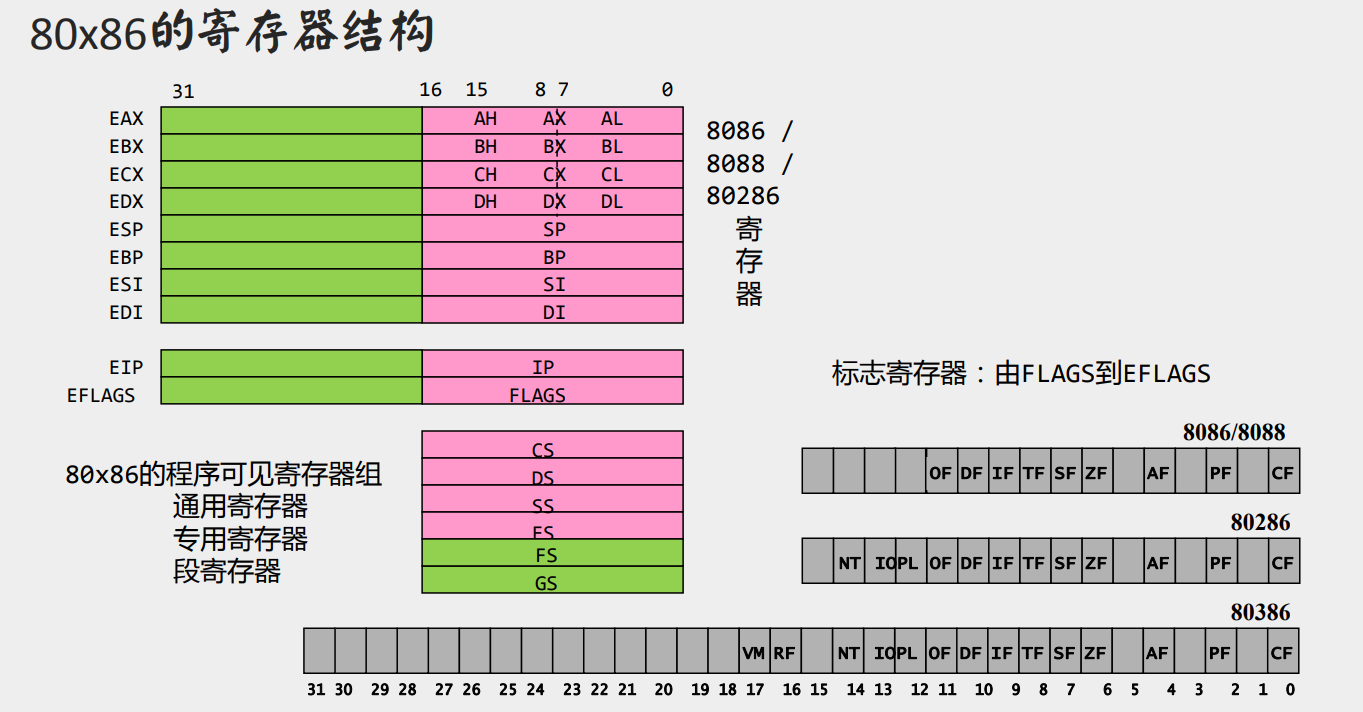 80x86的寄存器结构
31 16 15 8 7 0
EAX AH AX AL
EBX BH BX BL
ECX CH CX CL
EDX DH DX DL
ESP SP
EBP BP
ESI SI
EDI DI
8086 /
8088 /
80286
寄
存
器
EIP IP
EFLAGS FLAGS
CS
DS
SS
ES
FS
GS
80x86的程序可见寄存器组
通用寄存器
专用寄存器
段寄存器
标志寄存器：由FLAGS到EFLAGS
8086/8088
OF DF IF TF SF ZF AF PF CF
80286
NT IOPL OF DF IF TF SF ZF AF PF CF
80386
VM RF NT IOPL OF DF IF TF SF ZF AF PF CF
31 30 29 28 27 26 25 24 23 22 21 20 19 18 17 16 15 14 13 12 11 10 9 8 7 6 5 4 3 2 1 0